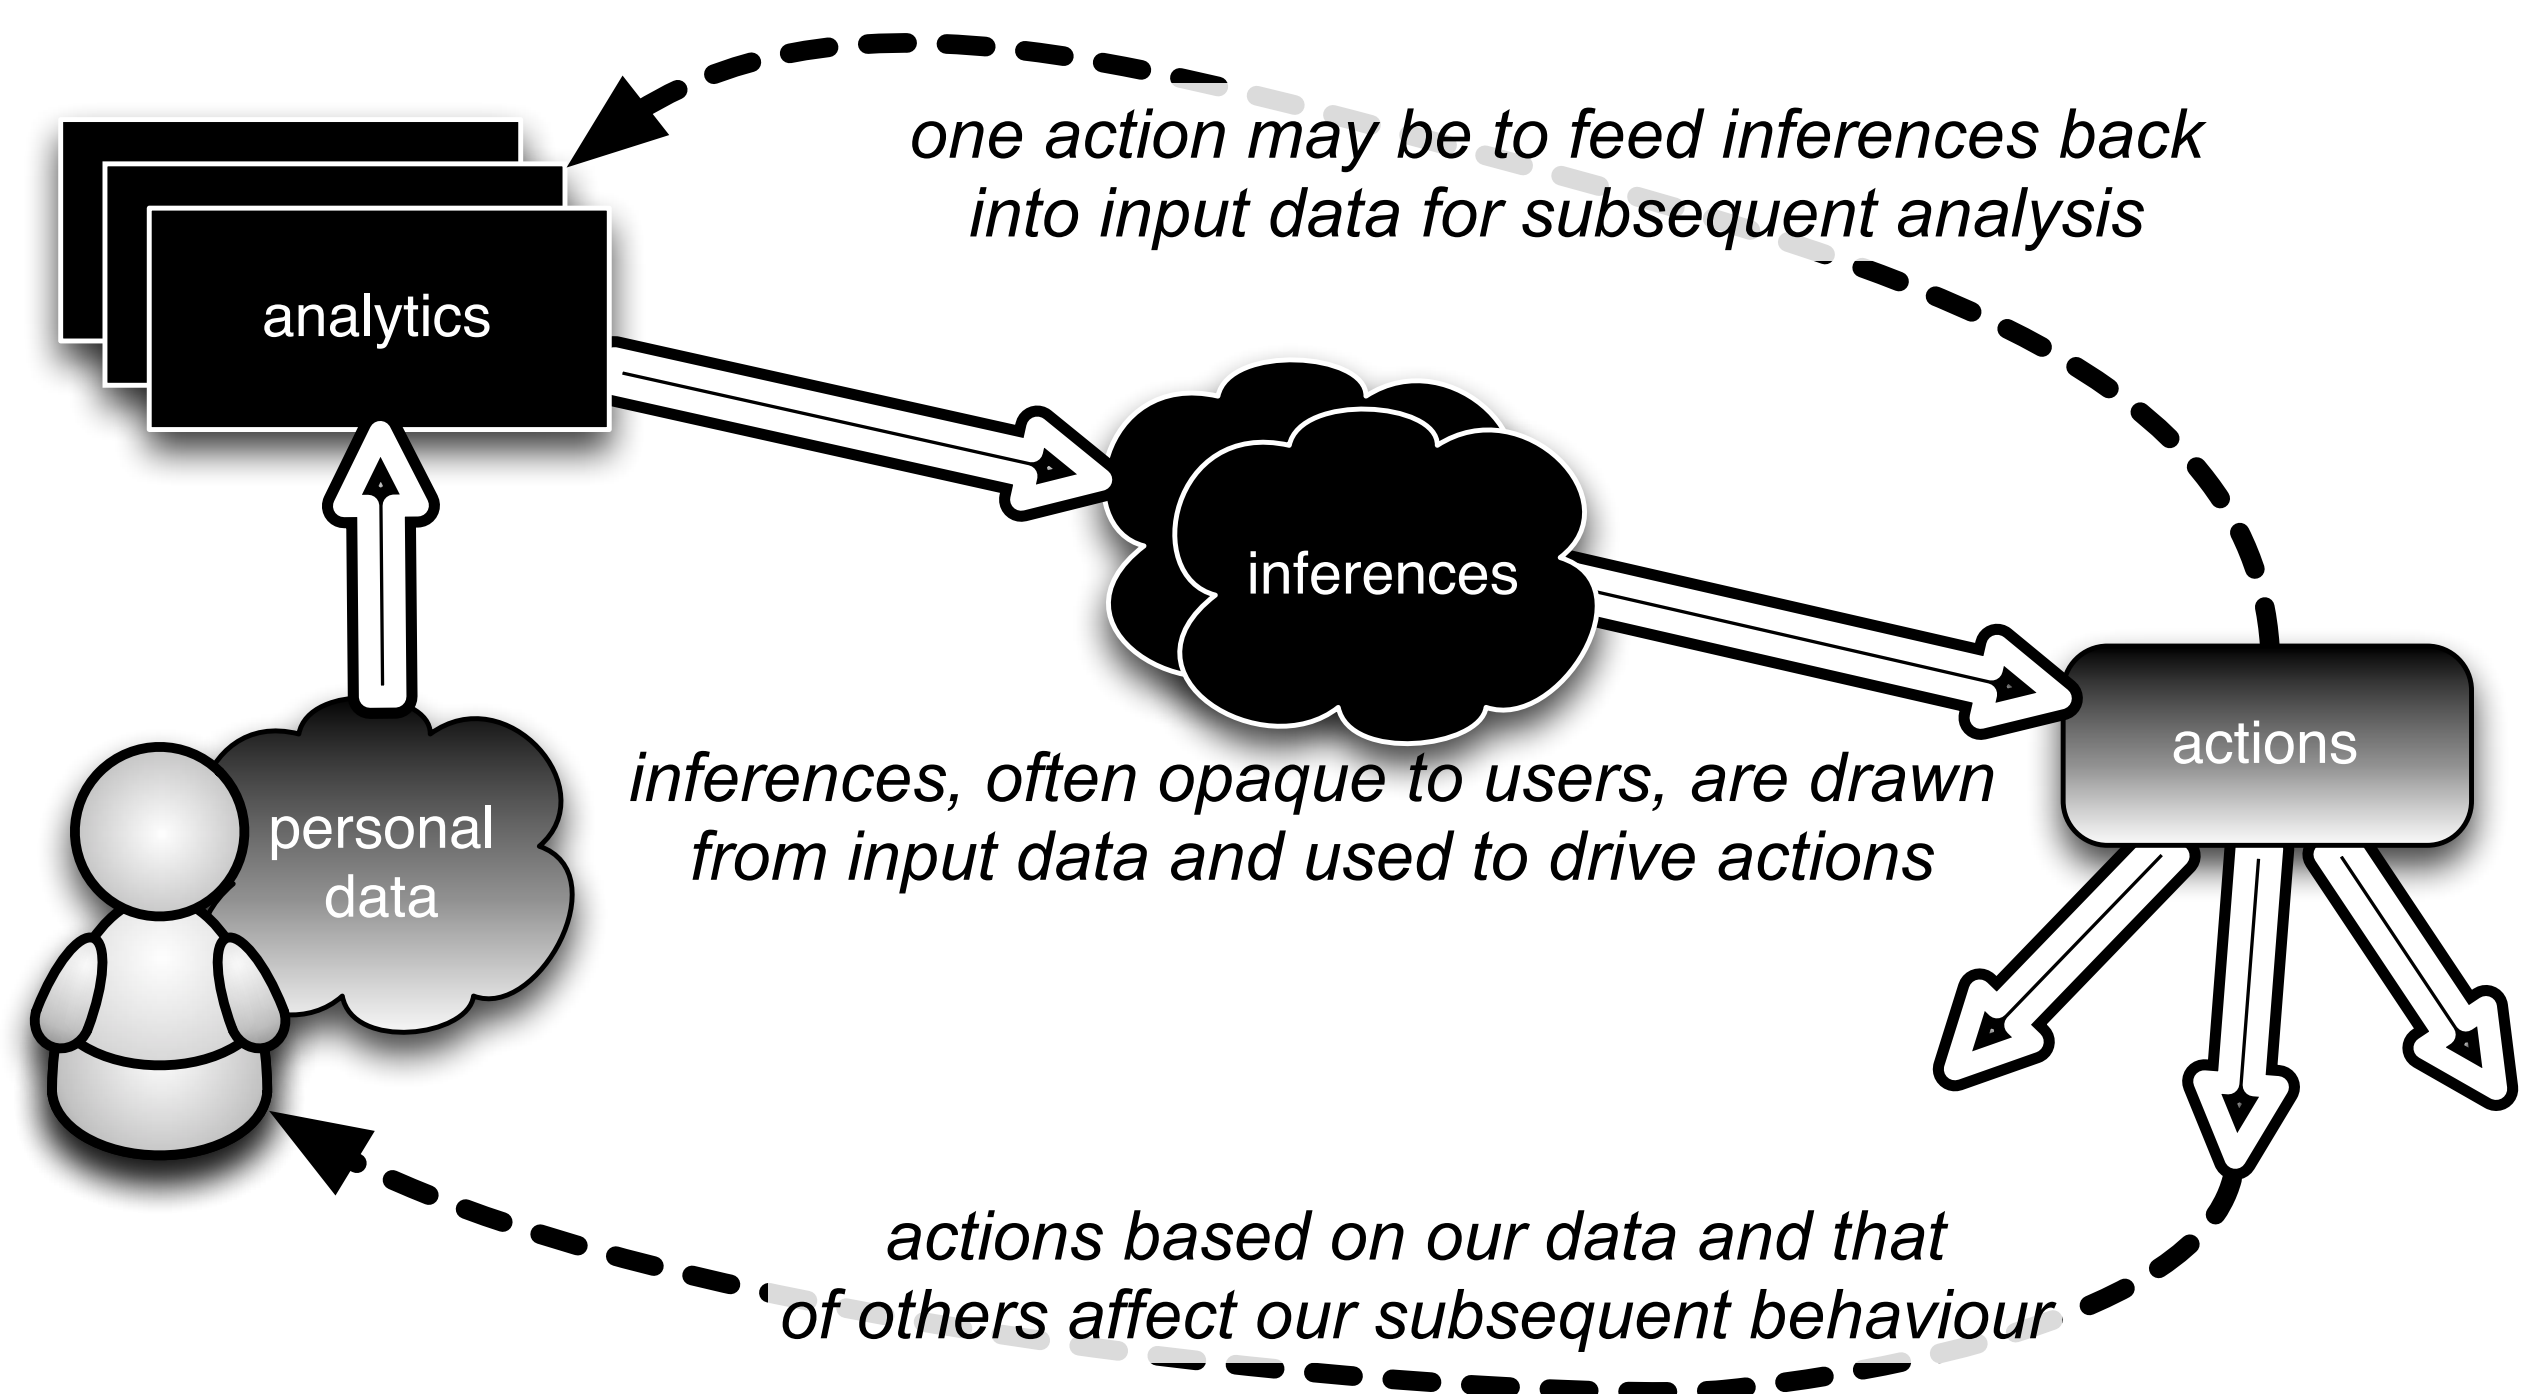 one action may be to feed inferences back
into input data for subsequent analysis
analytics
inferences
actions
inferences, often opaque to users, are drawn
from input data and used to drive actions
personal
data
actions based on our data and that
of others affect our subsequent behaviour